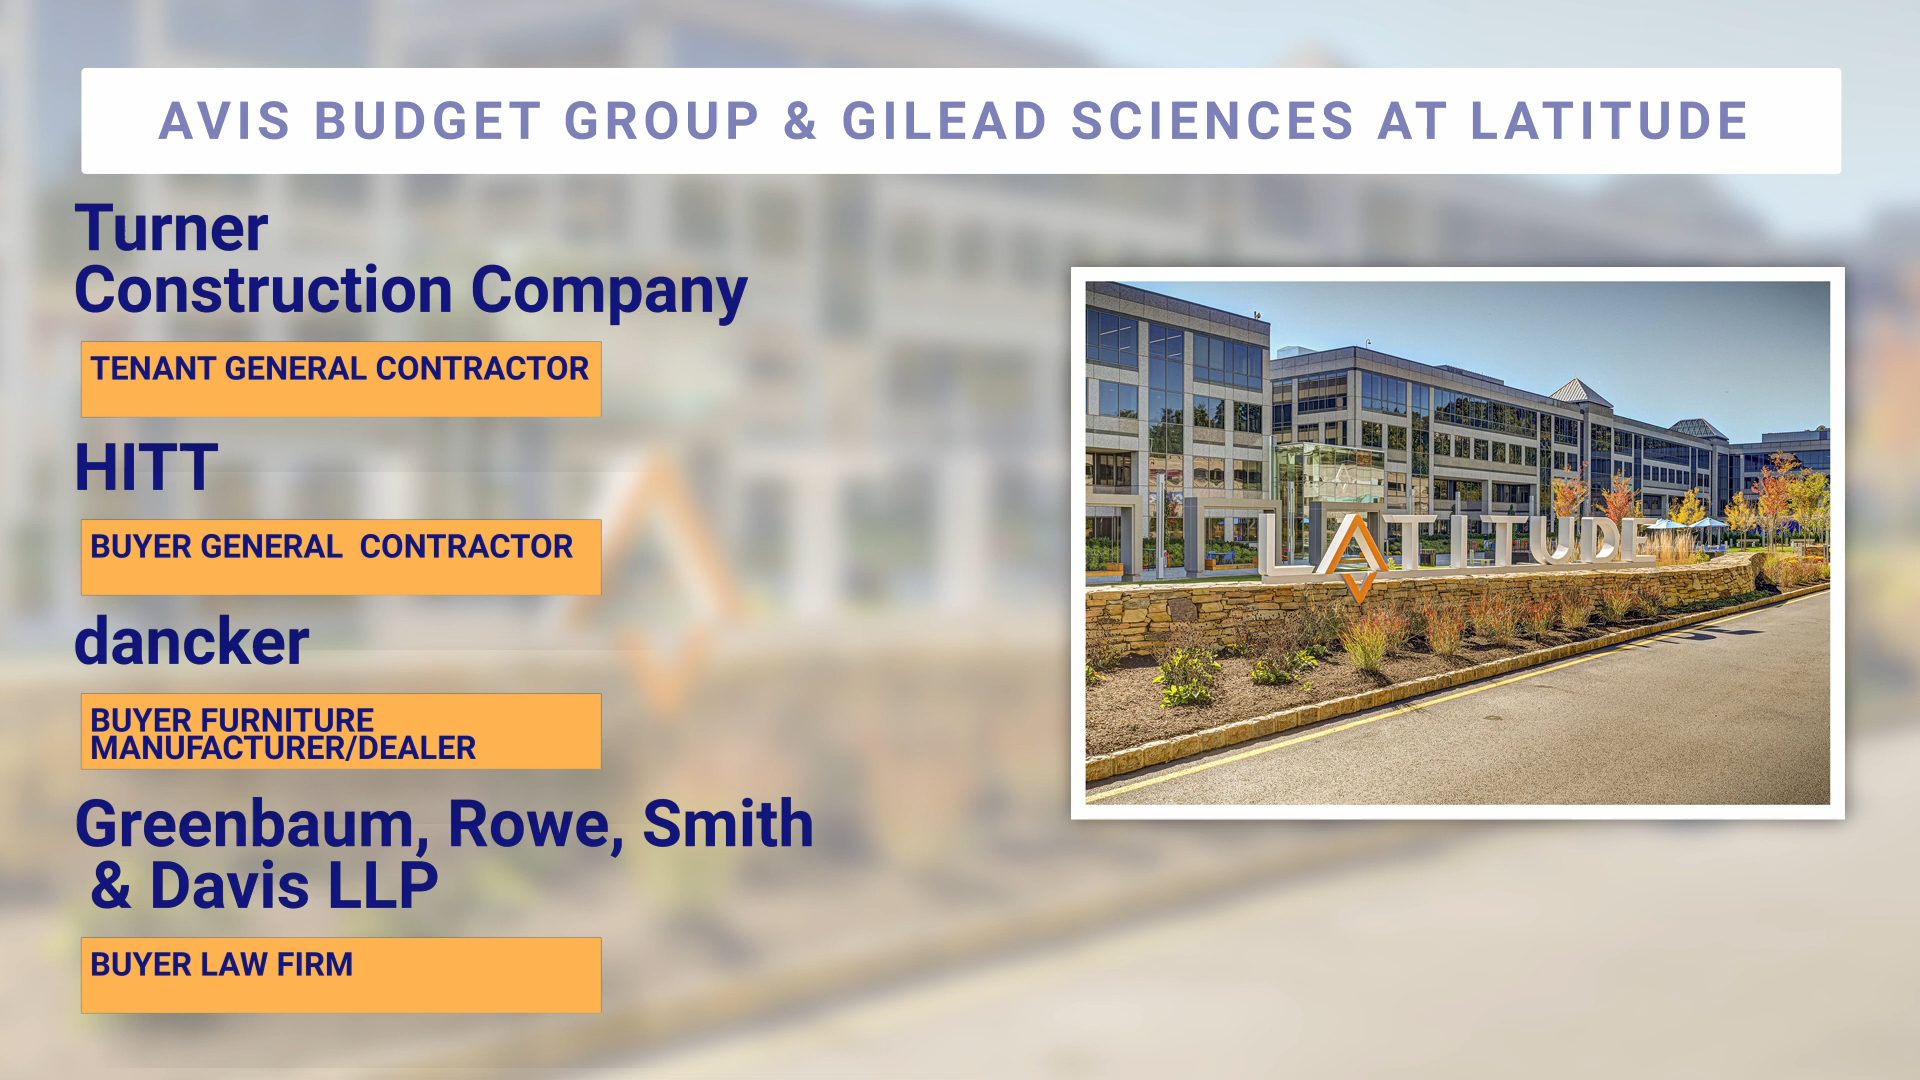 AVIS BUDGET GROUP & GILEAD SCIENCES AT LATITUDE
Turner
Construction Company
TENANT GENERAL CONTRACTOR
HITT
BUYER GENERAL  CONTRACTOR
dancker
BUYER FURNITURE
MANUFACTURER/DEALER
Greenbaum, Rowe, Smith
& Davis LLP
BUYER LAW FIRM
LATITUDE